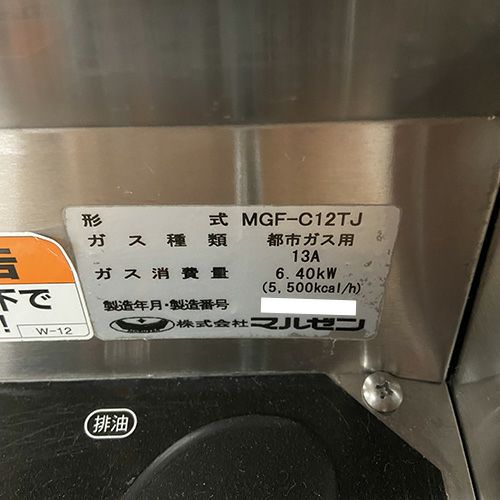 形式 MGF-C12TJ
ガス種類 都市ガス用
13A
ガス消費量 6.40kW
(5,500kcal/h)
製造年月・製造番号
株式会社マルゼン
告
下で
!
W-12
排油